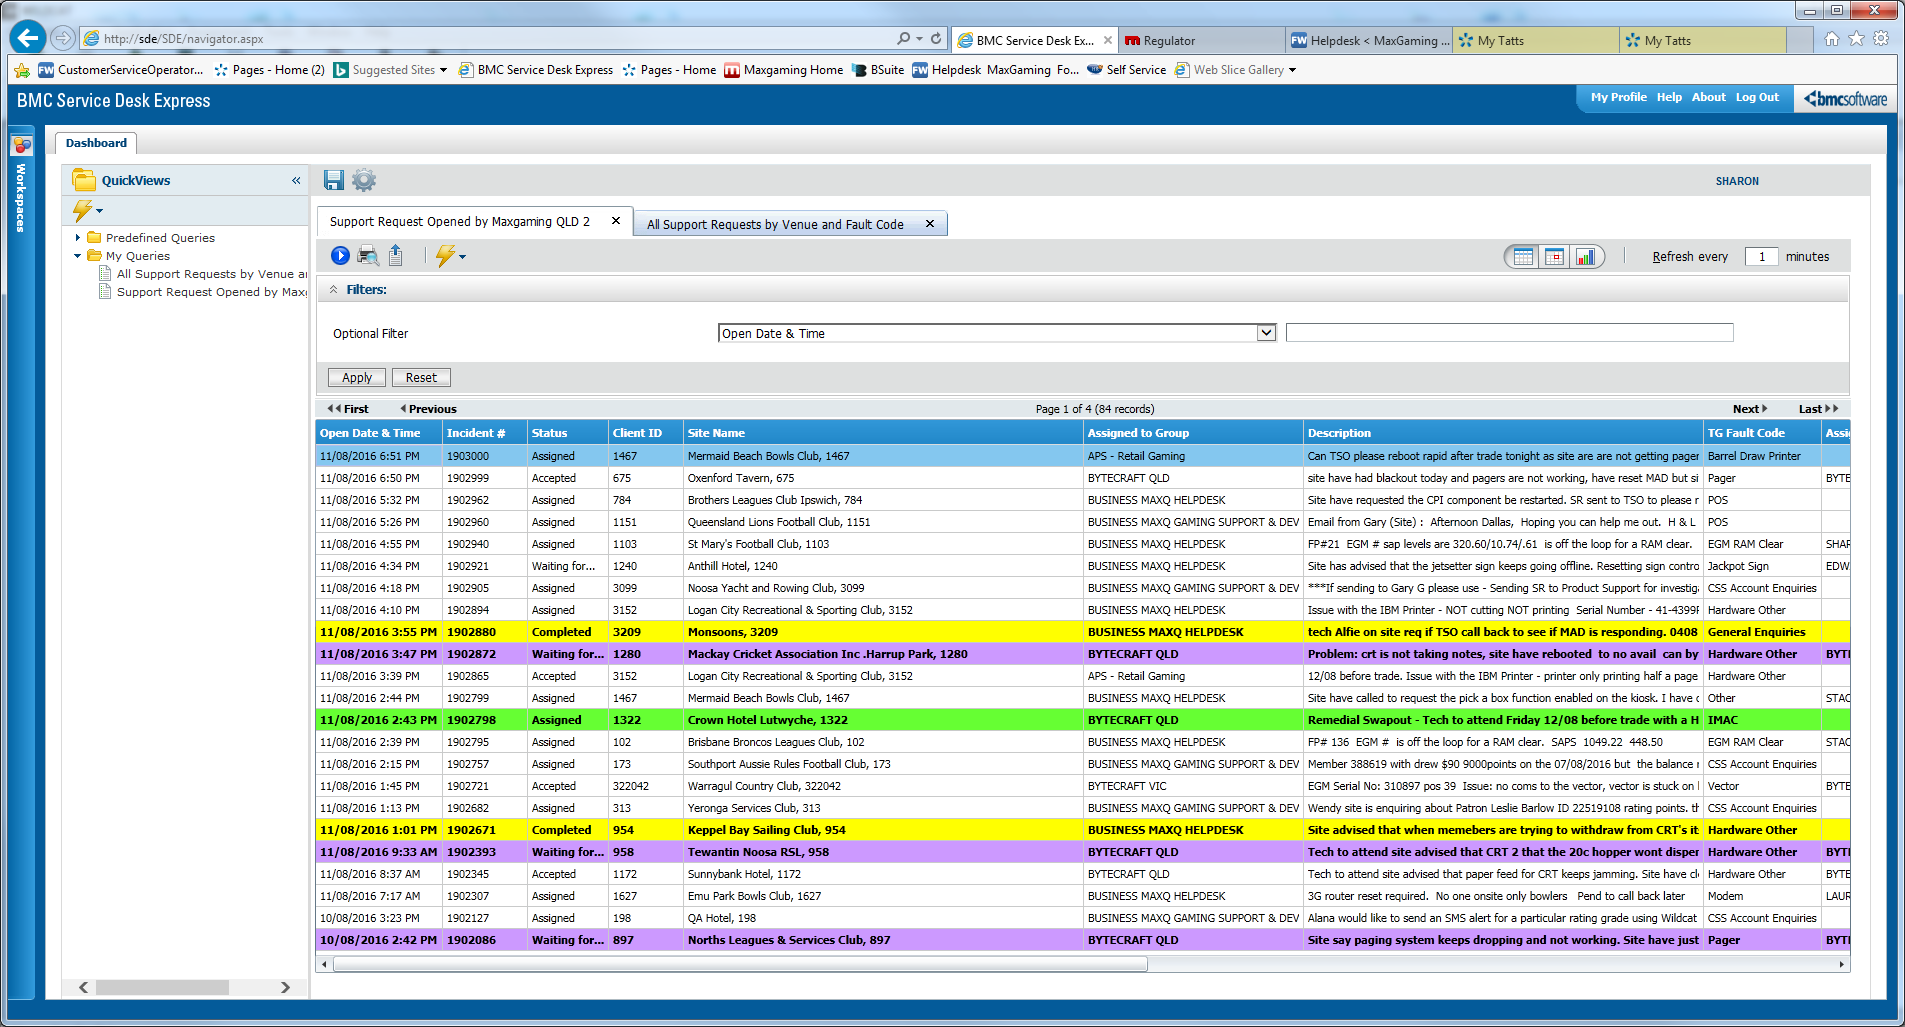 http://sde/SDE/navigator.aspx BMC Service Desk Ex... Regulator Helpdesk < MaxGaming ... My Tatts My Tatts
CustomerServiceOperator... Pages - Home (2) Suggested Sites BMC Service Desk Express Pages - Home Maxgaming Home BSuite Helpdesk MaxGaming Fo... Self Service Web Slice Gallery
BMC Service Desk Express My Profile Help About Log Out bmcsoftware
Workspaces
Dashboard
QuickViews « SHARON
Support Request Opened by Maxgaming QLD 2 All Support Requests by Venue and Fault Code
Predefined Queries
My Queries
All Support Requests by Venue
Support Request Opened by Max
Refresh every 1 minutes
Filters:
Optional Filter Open Date & Time
Apply Reset
First Previous Page 1 of 4 (84 records) Next Last
Open Date & Time Incident # Status Client ID Site Name Assigned to Group Description TG Fault Code Assi
11/08/2016 6:51 PM 1903000 Assigned 1467 Mermaid Beach Bowls Club, 1467 APS - Retail Gaming Can TSO please reboot rapid after trade tonight as site are are not getting pager Barrel Draw Printer
11/08/2016 6:50 PM 1902999 Accepted 675 Oxenford Tavern, 675 BYTECRAFT QLD site have had blackout today and pagers are not working, have reset MAD but si Pager BYTE
11/08/2016 5:32 PM 1902962 Assigned 784 Brothers Leagues Club Ipswich, 784 BUSINESS MAXQ HELPDESK Site have requested the CPI component be restarted. SR sent to TSO to please r POS
11/08/2016 5:26 PM 1902960 Assigned 1151 Queensland Lions Football Club, 1151 BUSINESS MAXQ GAMING SUPPORT & DEV Email from Gary (Site) : Afternoon Dallas, Hoping you can help me out. H & L POS
11/08/2016 4:55 PM 1902940 Assigned 1103 St Mary's Football Club, 1103 BUSINESS MAXQ HELPDESK FP#21 EGM # sap levels are 320.60/10.74/.61 is off the loop for a RAM clear. EGM RAM Clear SHAR
11/08/2016 4:34 PM 1902921 Waiting for... 1240 Anthill Hotel, 1240 BUSINESS MAXQ HELPDESK Site has advised that the jetsetter sign keeps going offline. Resetting sign contro Jackpot Sign EDW
11/08/2016 4:18 PM 1902905 Assigned 3099 Noosa Yacht and Rowing Club, 3099 BUSINESS MAXQ GAMING SUPPORT & DEV ***If sending to Gary G please use - Sending SR to Product Support for investiga CSS Account Enquiries
11/08/2016 4:10 PM 1902894 Assigned 3152 Logan City Recreational & Sporting Club, 3152 BUSINESS MAXQ HELPDESK Issue with the IBM Printer - NOT cutting NOT printing Serial Number - 41-4399F Hardware Other
11/08/2016 3:55 PM 1902880 Completed 3209 Monsoons, 3209 BUSINESS MAXQ HELPDESK tech Alfie on site req if TSO call back to see if MAD is responding. 0408 General Enquiries
11/08/2016 3:47 PM 1902872 Waiting for... 1280 Mackay Cricket Association Inc .Harrup Park, 1280 BYTECRAFT QLD Problem: crt is not taking notes, site have rebooted to no avail can by Hardware Other BYT
11/08/2016 3:39 PM 1902865 Accepted 3152 Logan City Recreational & Sporting Club, 3152 APS - Retail Gaming 12/08 before trade. Issue with the IBM Printer - printer only printing half a page Hardware Other
11/08/2016 2:44 PM 1902799 Assigned 1467 Mermaid Beach Bowls Club, 1467 BUSINESS MAXQ HELPDESK Site have called to request the pick a box function enabled on the kiosk. I have c Other STAC
11/08/2016 2:43 PM 1902798 Assigned 1322 Crown Hotel Lutwyche, 1322 BYTECRAFT QLD Remedial Swapout - Tech to attend Friday 12/08 before trade with a H IMAC
11/08/2016 2:39 PM 1902795 Assigned 102 Brisbane Broncos Leagues Club, 102 BUSINESS MAXQ HELPDESK FP# 136 EGM # is off the loop for a RAM clear. SAPS 1049.22 448.50 EGM RAM Clear STAC
11/08/2016 2:15 PM 1902757 Assigned 173 Southport Aussie Rules Football Club, 173 BUSINESS MAXQ GAMING SUPPORT & DEV Member 388619 with drew $90 9000points on the 07/08/2016 but the balance r CSS Account Enquiries
11/08/2016 1:45 PM 1902721 Accepted 322042 Warragul Country Club, 322042 BYTECRAFT VIC EGM Serial No: 310897 pos 39 Issue: no coms to the vector, vector is stuck on l Vector BYTE
11/08/2016 1:13 PM 1902682 Assigned 313 Yeronga Services Club, 313 BUSINESS MAXQ GAMING SUPPORT & DEV Wendy site is enquiring about Patron Leslie Barlow ID 22519108 rating points. th CSS Account Enquiries
11/08/2016 1:01 PM 1902671 Completed 954 Keppel Bay Sailing Club, 954 BUSINESS MAXQ HELPDESK Site advised that when memebers are trying to withdraw from CRT's it Hardware Other
11/08/2016 9:33 AM 1902393 Waiting for... 958 Tewantin Noosa RSL, 958 BYTECRAFT QLD Tech to attend site advised that CRT 2 that the 20c hopper wont disper Hardware Other BYT
11/08/2016 8:37 AM 1902345 Accepted 1172 Sunnybank Hotel, 1172 BYTECRAFT QLD Tech to attend site advised that paper feed for CRT keeps jamming. Site have cl Hardware Other BYTE
11/08/2016 7:17 AM 1902307 Assigned 1627 Emu Park Bowls Club, 1627 BUSINESS MAXQ HELPDESK 3G router reset required. No one onsite only bowlers Pend to call back later Modem LAUR
10/08/2016 3:23 PM 1902127 Assigned 198 QA Hotel, 198 BUSINESS MAXQ GAMING SUPPORT & DEV Alana would like to send an SMS alert for a particular rating grade using Wildcat CSS Account Enquiries
10/08/2016 2:42 PM 1902086 Waiting for... 897 Norths Leagues & Services Club, 897 BYTECRAFT QLD Site say paging system keeps dropping and not working. Site have just Pager BYT